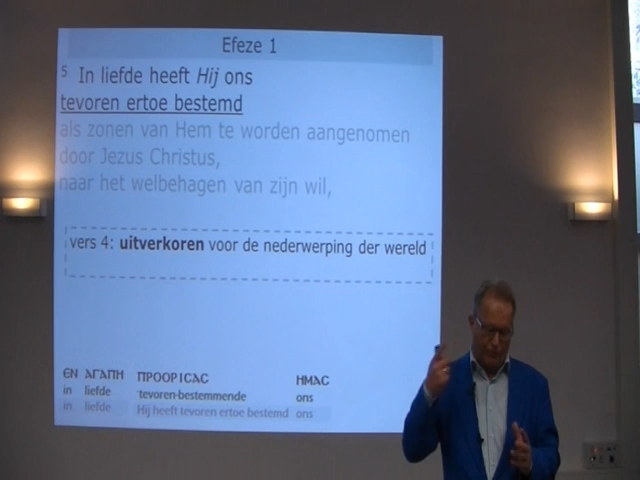 Efeze 1
5 In liefde heeft Hij ons
tevoren ertoe bestemd
als zonen van Hem te worden aangenomen
door Jezus Christus,
naar het welbehagen van zijn wil,
vers 4: uitverkoren voor de nederwerping der wereld
ЄΝ ΑΓΑΠΗ ΠΡΟΟΡΙСΑС ΗΜΑС
in liefde tevoren-bestemmende ons
in liefde Hij heeft tevoren ertoe bestemd ons